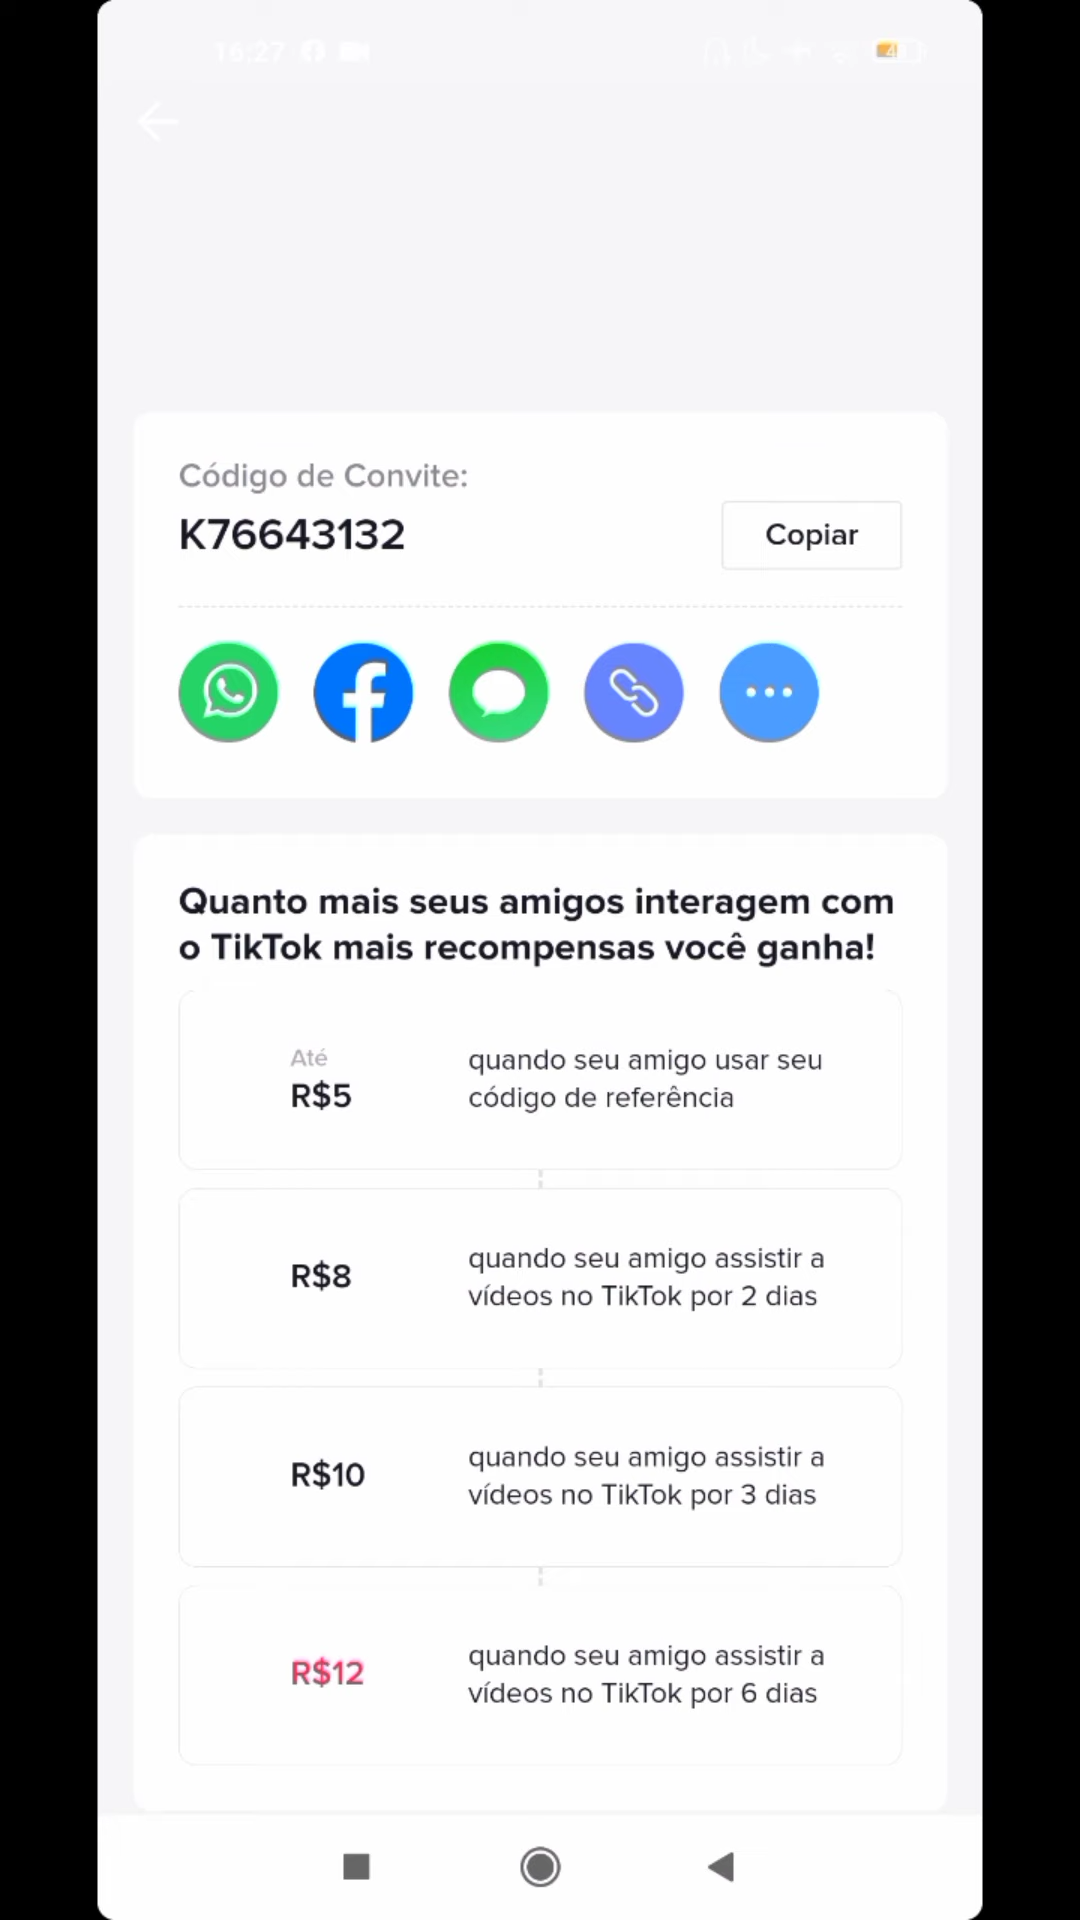 16:27
Código de Convite:
K76643132
Copiar
Quanto mais seus amigos interagem com
o TikTok mais recompensas você ganha!
Até
R$5
quando seu amigo usar seu
código de referência
R$8
quando seu amigo assistir a
vídeos no TikTok por 2 dias
R$10
quando seu amigo assistir a
vídeos no TikTok por 3 dias
R$12
quando seu amigo assistir a
vídeos no TikTok por 6 dias